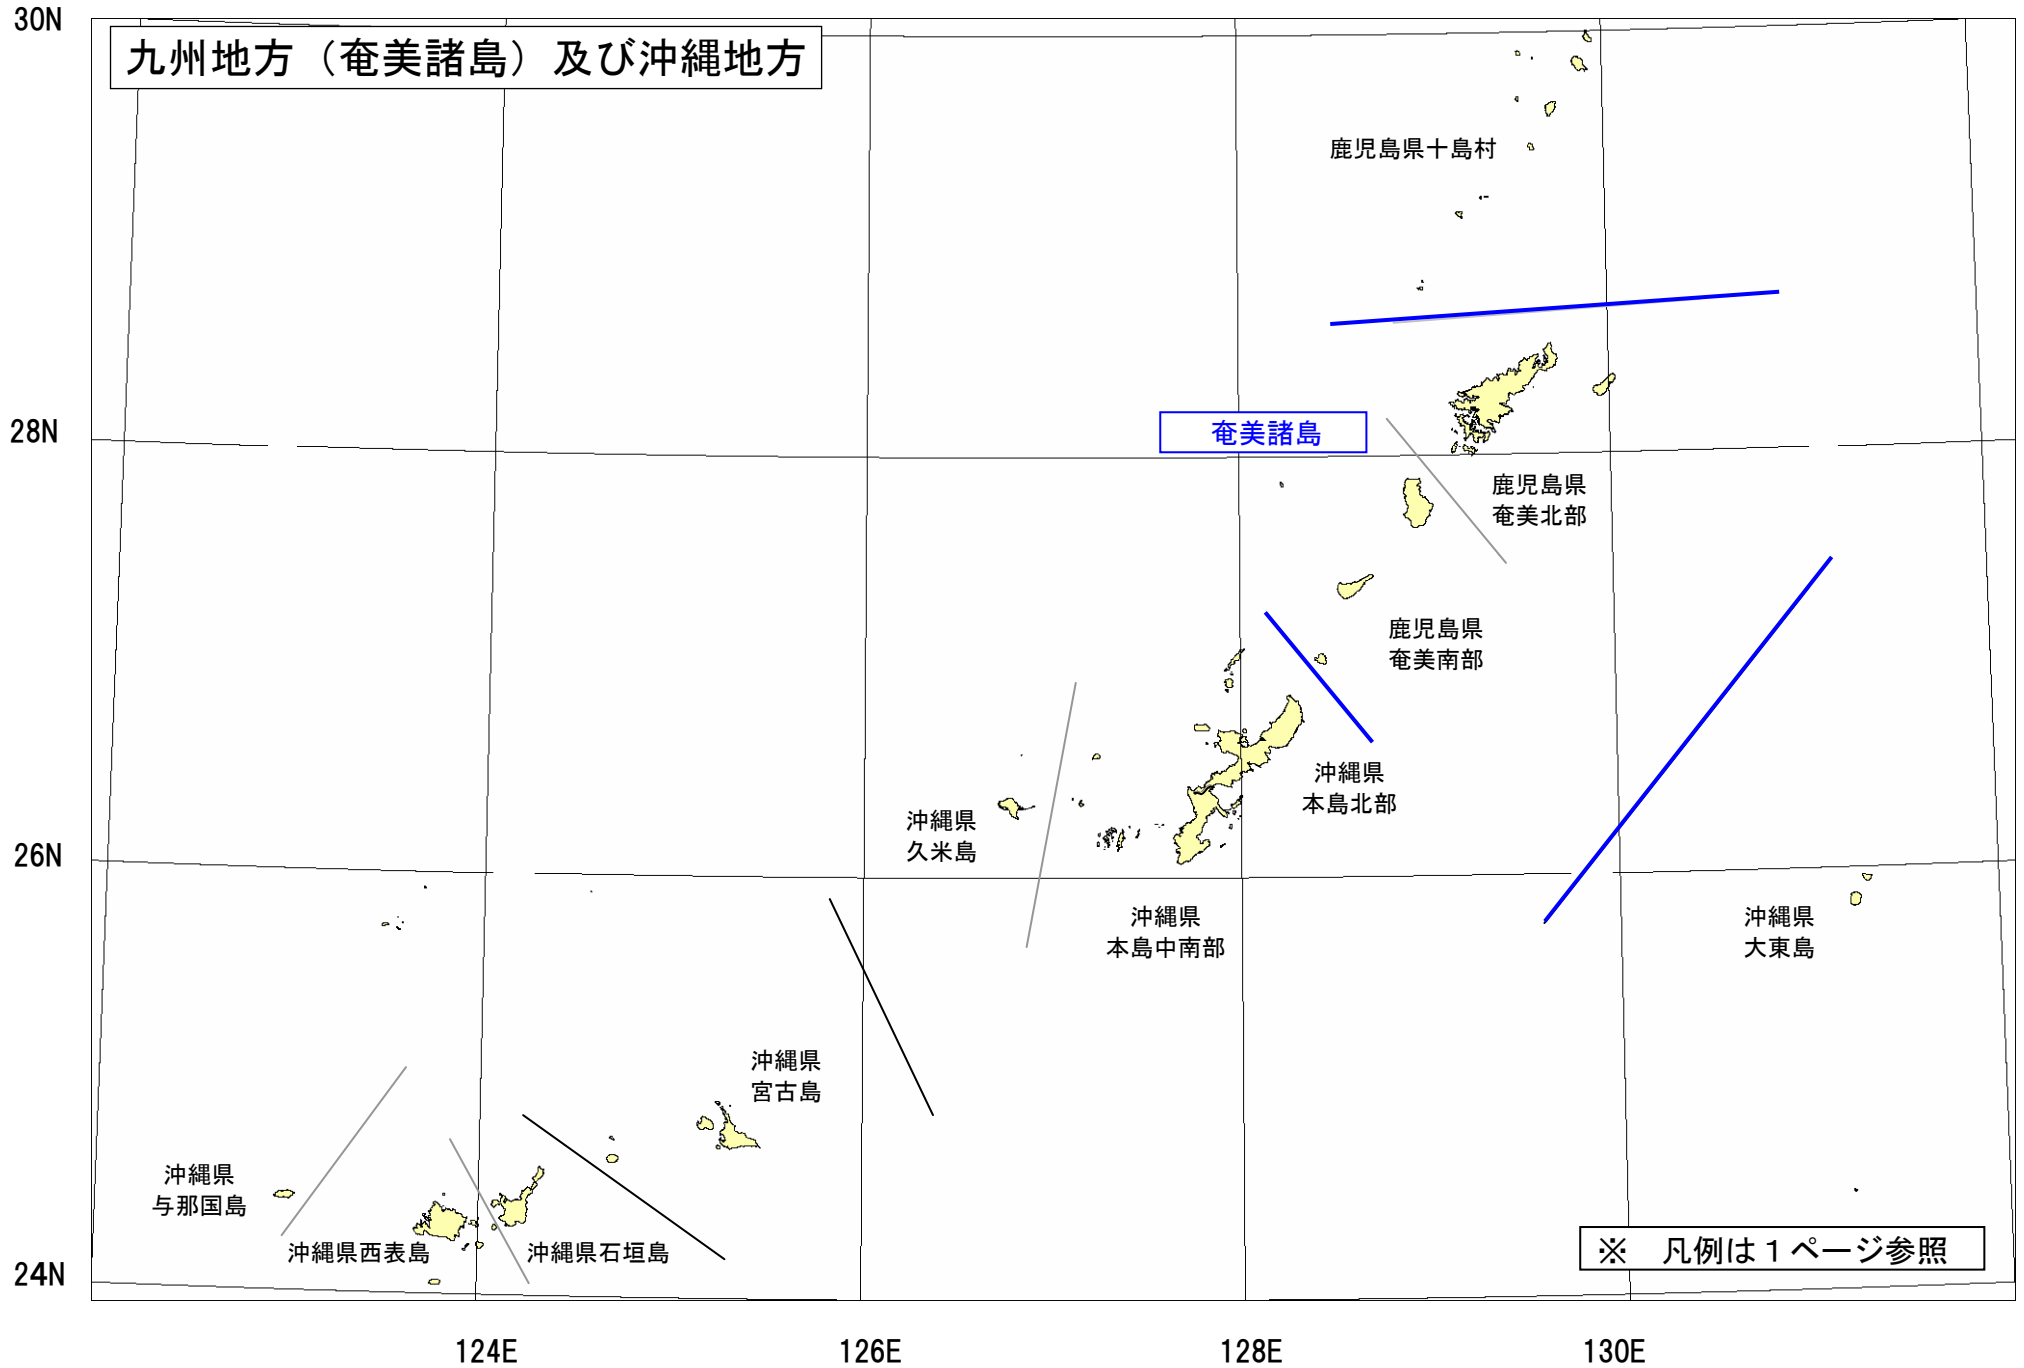 30N
九州地方（奄美諸島）及び沖縄地方
鹿児島県十島村
28N
奄美諸島
鹿児島県
奄美北部
鹿児島県
奄美南部
沖縄県
本島北部
沖縄県
久米島
26N
沖縄県
本島中南部
沖縄県
大東島
沖縄県
宮古島
沖縄県
与那国島
沖縄県西表島
沖縄県石垣島
※　凡例は１ページ参照
24N
124E
126E
128E
130E